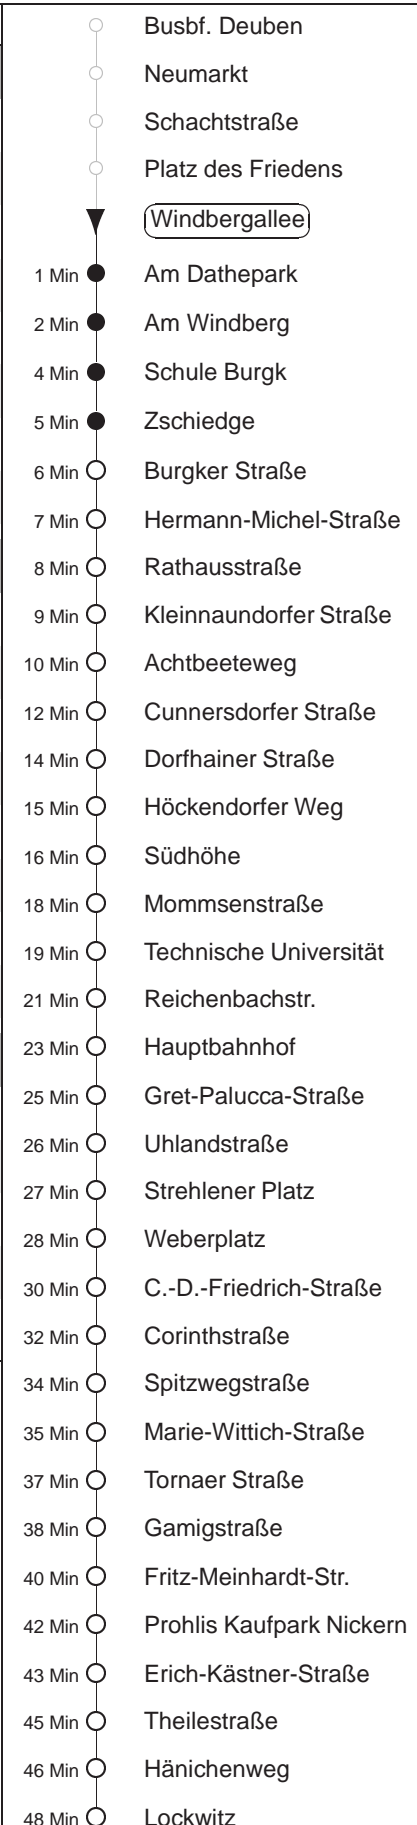 Busbf. Deuben
Neumarkt
Schachtstraße
Platz des Friedens
Windbergallee
1 Min Am Dathepark
2 Min Am Windberg
4 Min Schule Burgk
5 Min Zschiedge
6 Min Burgker Straße
7 Min Hermann-Michel-Straße
8 Min Rathausstraße
9 Min Kleinnaundorfer Straße
10 Min Achtbeeteweg
12 Min Cunnersdorfer Straße
14 Min Dorfhainer Straße
15 Min Höckendorfer Weg
16 Min Südhöhe
18 Min Mommsenstraße
19 Min Technische Universität
21 Min Reichenbachstr.
23 Min Hauptbahnhof
25 Min Gret-Palucca-Straße
26 Min Uhlandstraße
27 Min Strehlener Platz
28 Min Weberplatz
30 Min C.-D.-Friedrich-Straße
32 Min Corinthstraße
34 Min Spitzwegstraße
35 Min Marie-Wittich-Straße
37 Min Tornaer Straße
38 Min Gamigstraße
40 Min Fritz-Meinhardt-Str.
42 Min Prohlis Kaufpark Nickern
43 Min Erich-Kästner-Straße
45 Min Theilestraße
46 Min Hänichenweg
48 Min Lockwitz